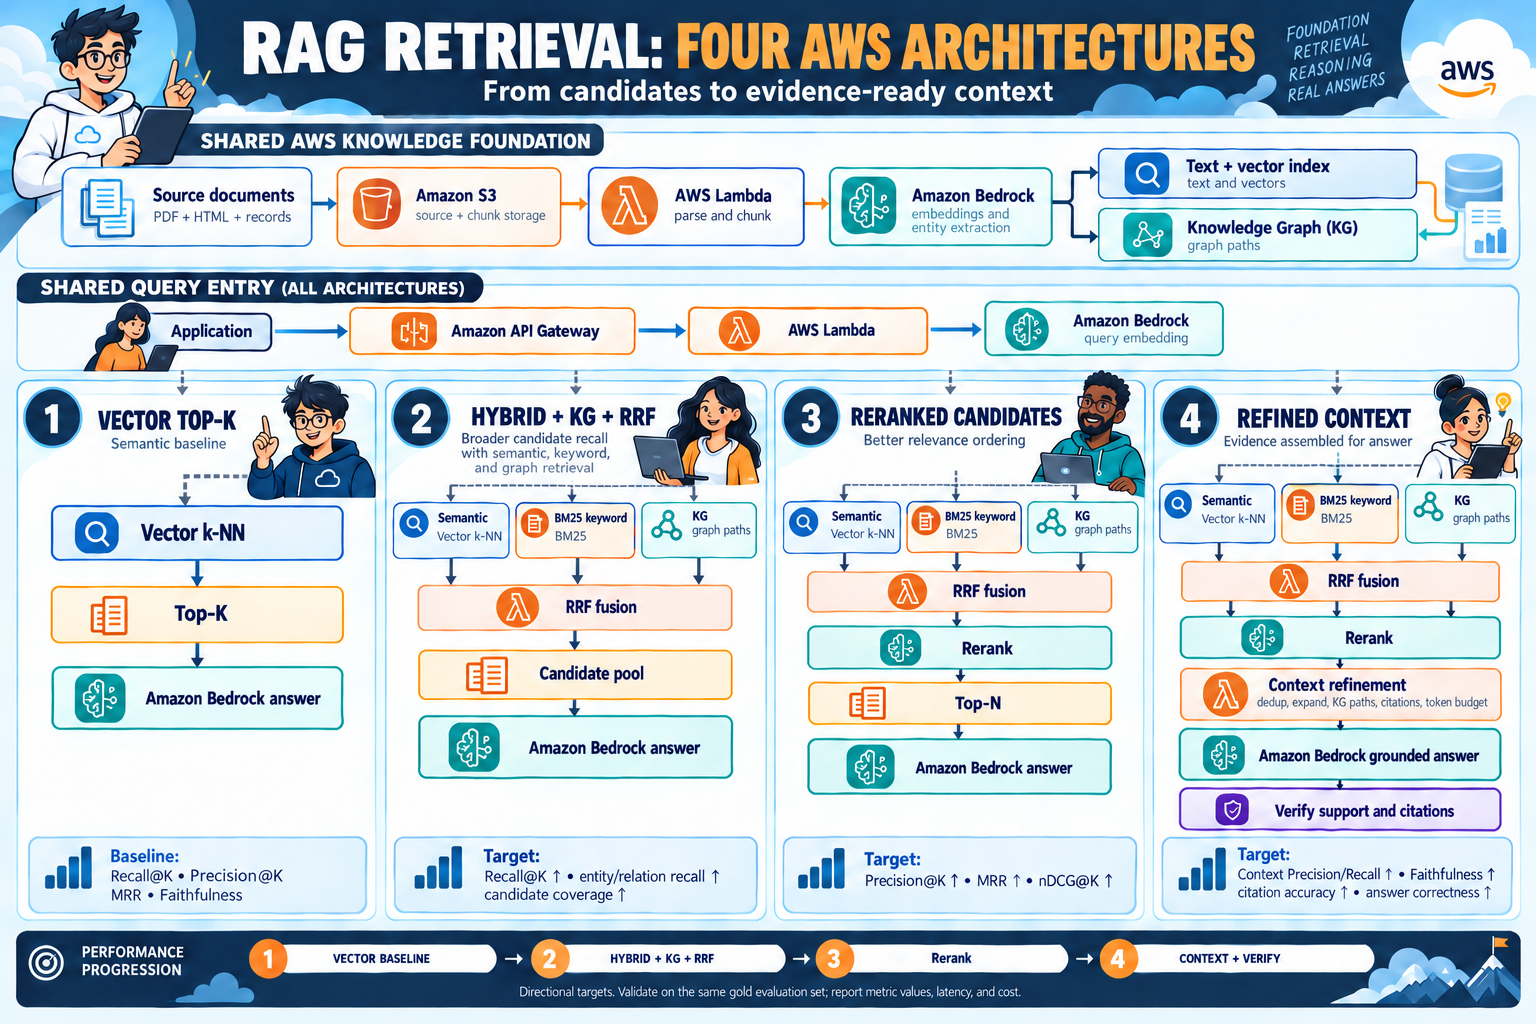 RAG RETRIEVAL: FOUR AWS ARCHITECTURES
From candidates to evidence-ready context
FOUNDATION
RETRIEVAL
REASONING
REAL ANSWERS
aws
SHARED AWS KNOWLEDGE FOUNDATION
Source documents
PDF + HTML + records
Amazon S3
source + chunk storage
AWS Lambda
parse and chunk
Amazon Bedrock
embeddings and
entity extraction
Text + vector index
text and vectors
Knowledge Graph (KG)
graph paths
SHARED QUERY ENTRY (ALL ARCHITECTURES)
Application
Amazon API Gateway
AWS Lambda
Amazon Bedrock
query embedding
1
VECTOR TOP-K
Semantic baseline
Vector k-NN
Top-K
Amazon Bedrock answer
Baseline:
Recall@K • Precision@K
MRR • Faithfulness
2
HYBRID + KG + RRF
Broader candidate recall
with semantic, keyword,
and graph retrieval
Semantic
Vector k-NN
BM25 keyword
BM25
KG
graph paths
RRF fusion
Candidate pool
Amazon Bedrock answer
Target:
Recall@K ↑ • entity/relation recall ↑
candidate coverage ↑
3
RERANKED CANDIDATES
Better relevance ordering
Semantic
Vector k-NN
BM25 keyword
BM25
KG
graph paths
RRF fusion
Rerank
Top-N
Amazon Bedrock answer
Target:
Precision@K ↑ • MRR ↑ • nDCG@K ↑
4
REFINED CONTEXT
Evidence assembled for answer
Semantic
Vector k-NN
BM25 keyword
BM25
KG
graph paths
RRF fusion
Rerank
Context refinement
dedup, expand, KG paths, citations, token budget
Amazon Bedrock grounded answer
Verify support and citations
Target:
Context Precision/Recall ↑ • Faithfulness ↑
citation accuracy ↑ • answer correctness ↑
PERFORMANCE
PROGRESSION
1 VECTOR BASELINE → 2 HYBRID + KG + RRF → 3 Rerank → 4 CONTEXT + VERIFY
Directional targets. Validate on the same gold evaluation set; report metric values, latency, and cost.